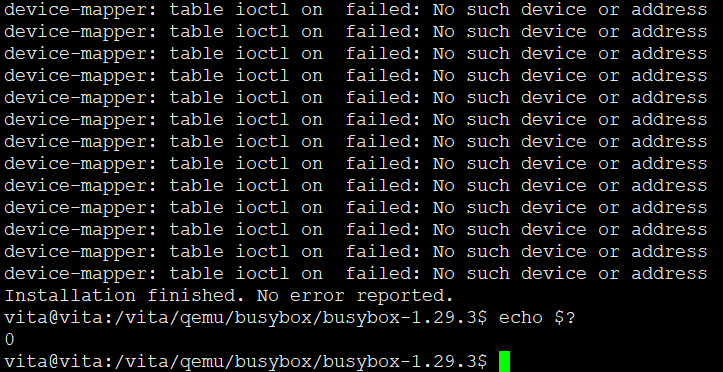 device-mapper: table ioctl on  failed: No such device or address
device-mapper: table ioctl on  failed: No such device or address
device-mapper: table ioctl on  failed: No such device or address
device-mapper: table ioctl on  failed: No such device or address
device-mapper: table ioctl on  failed: No such device or address
device-mapper: table ioctl on  failed: No such device or address
device-mapper: table ioctl on  failed: No such device or address
device-mapper: table ioctl on  failed: No such device or address
device-mapper: table ioctl on  failed: No such device or address
device-mapper: table ioctl on  failed: No such device or address
device-mapper: table ioctl on  failed: No such device or address
device-mapper: table ioctl on  failed: No such device or address
device-mapper: table ioctl on  failed: No such device or address
Installation finished. No error reported.
vita@vita:/vita/qemu/busybox/busybox-1.29.3$ echo $?
0
vita@vita:/vita/qemu/busybox/busybox-1.29.3$